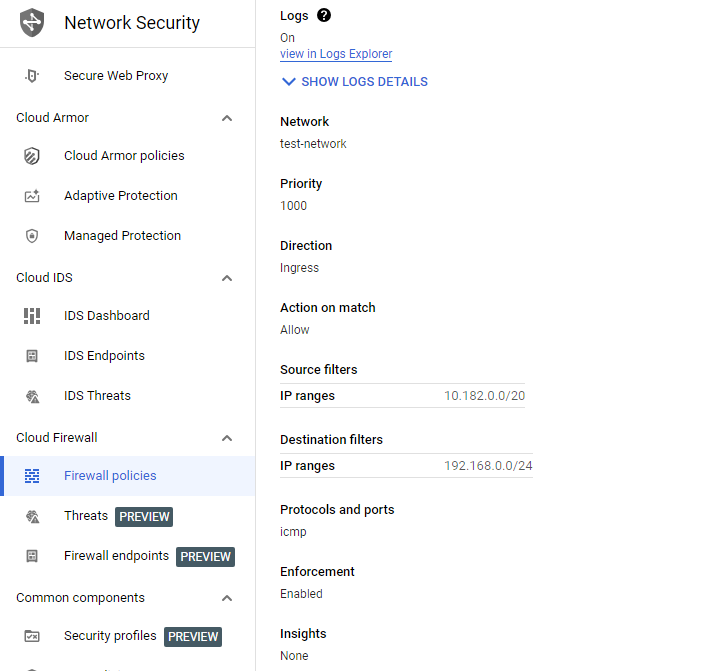 Network Security
Secure Web Proxy
Cloud Armor
Cloud Armor policies
Adaptive Protection
Managed Protection
Cloud IDS
IDS Dashboard
IDS Endpoints
IDS Threats
Cloud Firewall
Firewall policies
Threats PREVIEW
Firewall endpoints PREVIEW
Common components
Security profiles PREVIEW
Logs ?
On
view in Logs Explorer
SHOW LOGS DETAILS
Network
test-network
Priority
1000
Direction
Ingress
Action on match
Allow
Source filters
IP ranges 10.182.0.0/20
Destination filters
IP ranges 192.168.0.0/24
Protocols and ports
icmp
Enforcement
Enabled
Insights
None